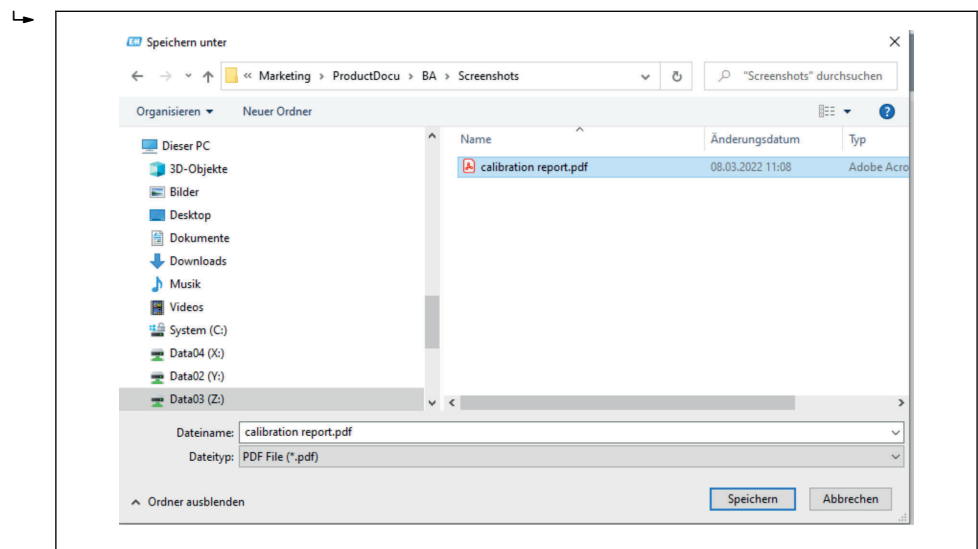 Speichern unter
« Marketing › ProductDocu › BA › Screenshots
"Screenshots" durchsuchen
Organisieren
Neuer Ordner
Dieser PC
3D-Objekte
Bilder
Desktop
Dokumente
Downloads
Musik
Videos
System (C:)
Data04 (X:)
Data02 (Y:)
Data03 (Z:)
Name Änderungsdatum Typ
calibration report.pdf 08.03.2022 11:08 Adobe Acro
Dateiname: calibration report.pdf
Dateityp: PDF File (*.pdf)
Ordner ausblenden
Speichern Abbrechen